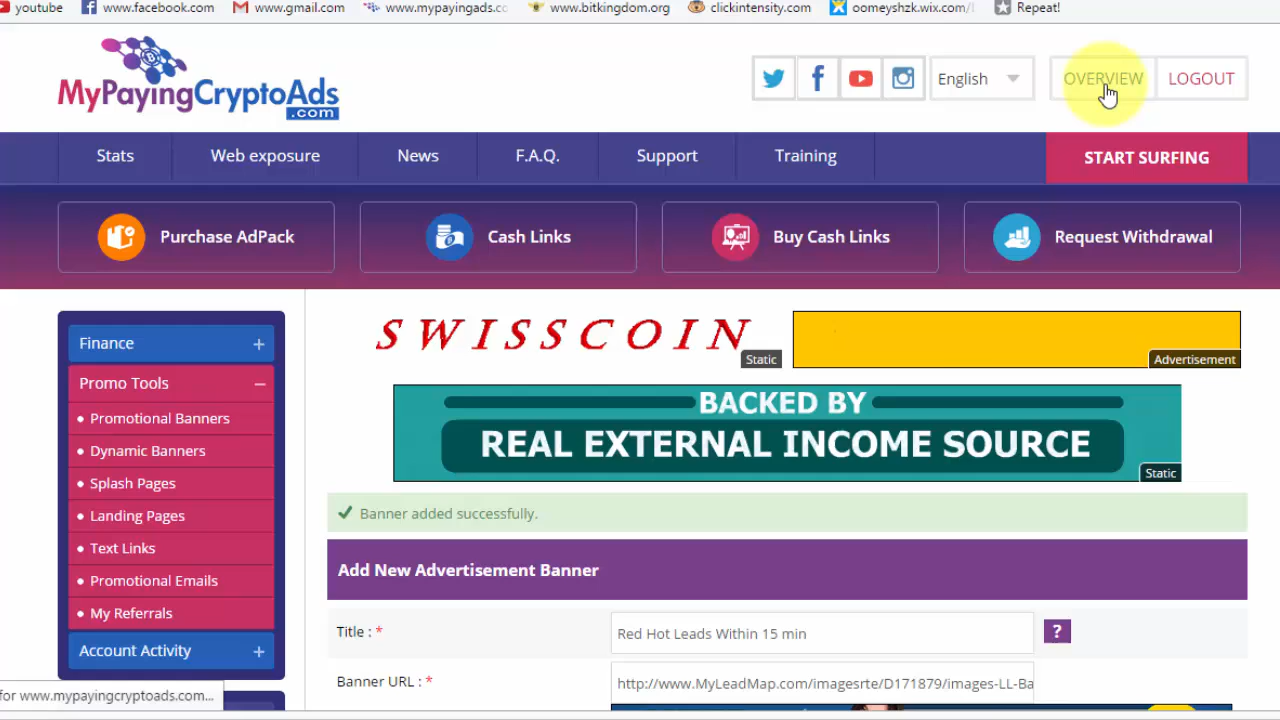 youtube www.facebook.com www.gmail.com www.mypayingads.cc www.bitkingdom.org clickintensity.com oomeyshzk.wix.com/ Repeat!
MyPayingCryptoAds
.com
English
OVERVIEW
LOGOUT
Stats
Web exposure
News
F.A.Q.
Support
Training
START SURFING
Purchase AdPack
Cash Links
Buy Cash Links
Request Withdrawal
Finance
Promo Tools
Promotional Banners
Dynamic Banners
Splash Pages
Landing Pages
Text Links
Promotional Emails
My Referrals
Account Activity
SWISSCOIN
Static
Advertisement
BACKED BY
REAL EXTERNAL INCOME SOURCE
Static
Banner added successfully.
Add New Advertisement Banner
Title : *
Red Hot Leads Within 15 min
?
Banner URL : *
http://www.MyLeadMap.com/imagesrte/D171879/images-LL-Ba
for www.mypayingcryptoads.com...